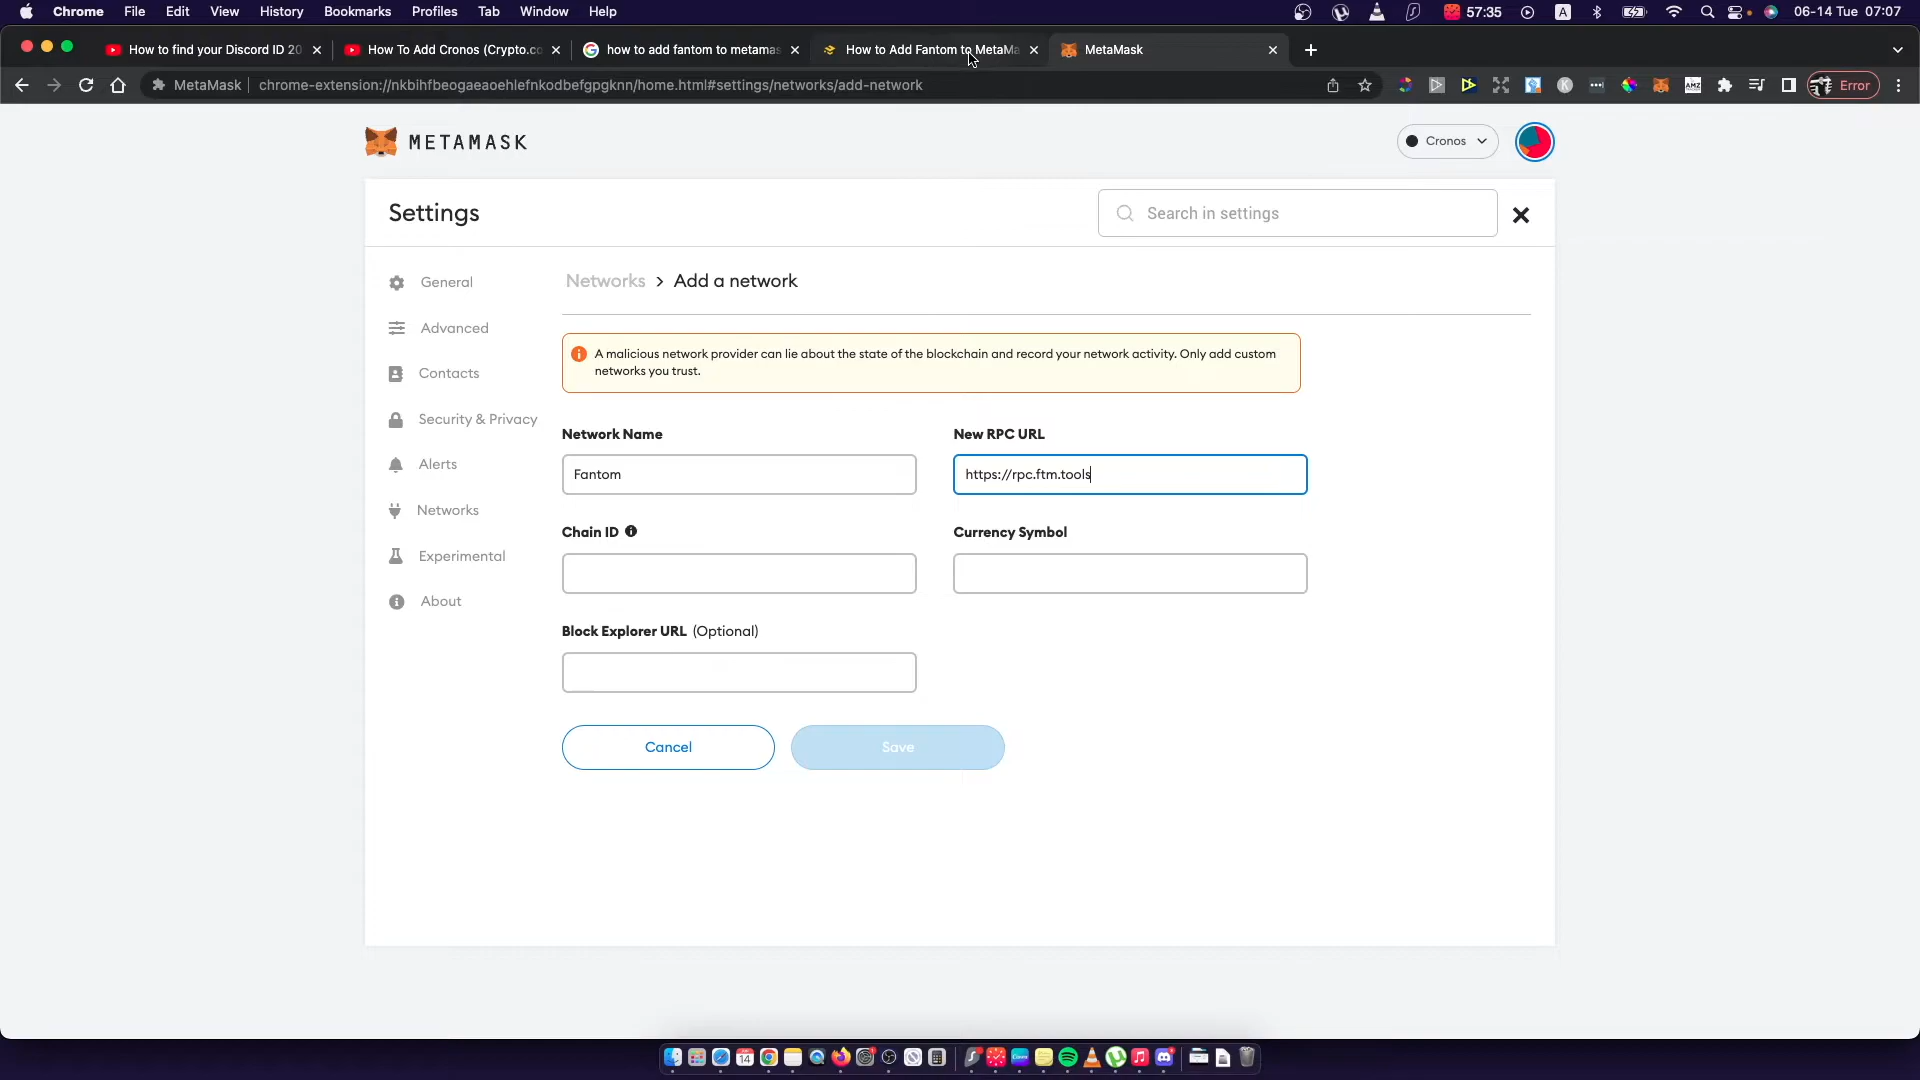 Chrome File Edit View History Bookmarks Profiles Tab Window Help 57:35 A 06-14 Tue 07:07
How to find your Discord ID 20 How To Add Cronos (Crypto.co how to add fantom to metamas How to Add Fantom to MetaMa MetaMask
MetaMask chrome-extension://nkbihfbeogaeaoehlefnkodbefgpgknn/home.html#settings/networks/add-network Error
METAMASK Cronos
Settings Search in settings
General
Advanced
Contacts
Security & Privacy
Alerts
Networks
Experimental
About
Networks > Add a network
A malicious network provider can lie about the state of the blockchain and record your network activity. Only add custom
networks you trust.
Network Name New RPC URL
Fantom https://rpc.ftm.tools
Chain ID Currency Symbol
Block Explorer URL (Optional)
Cancel Save